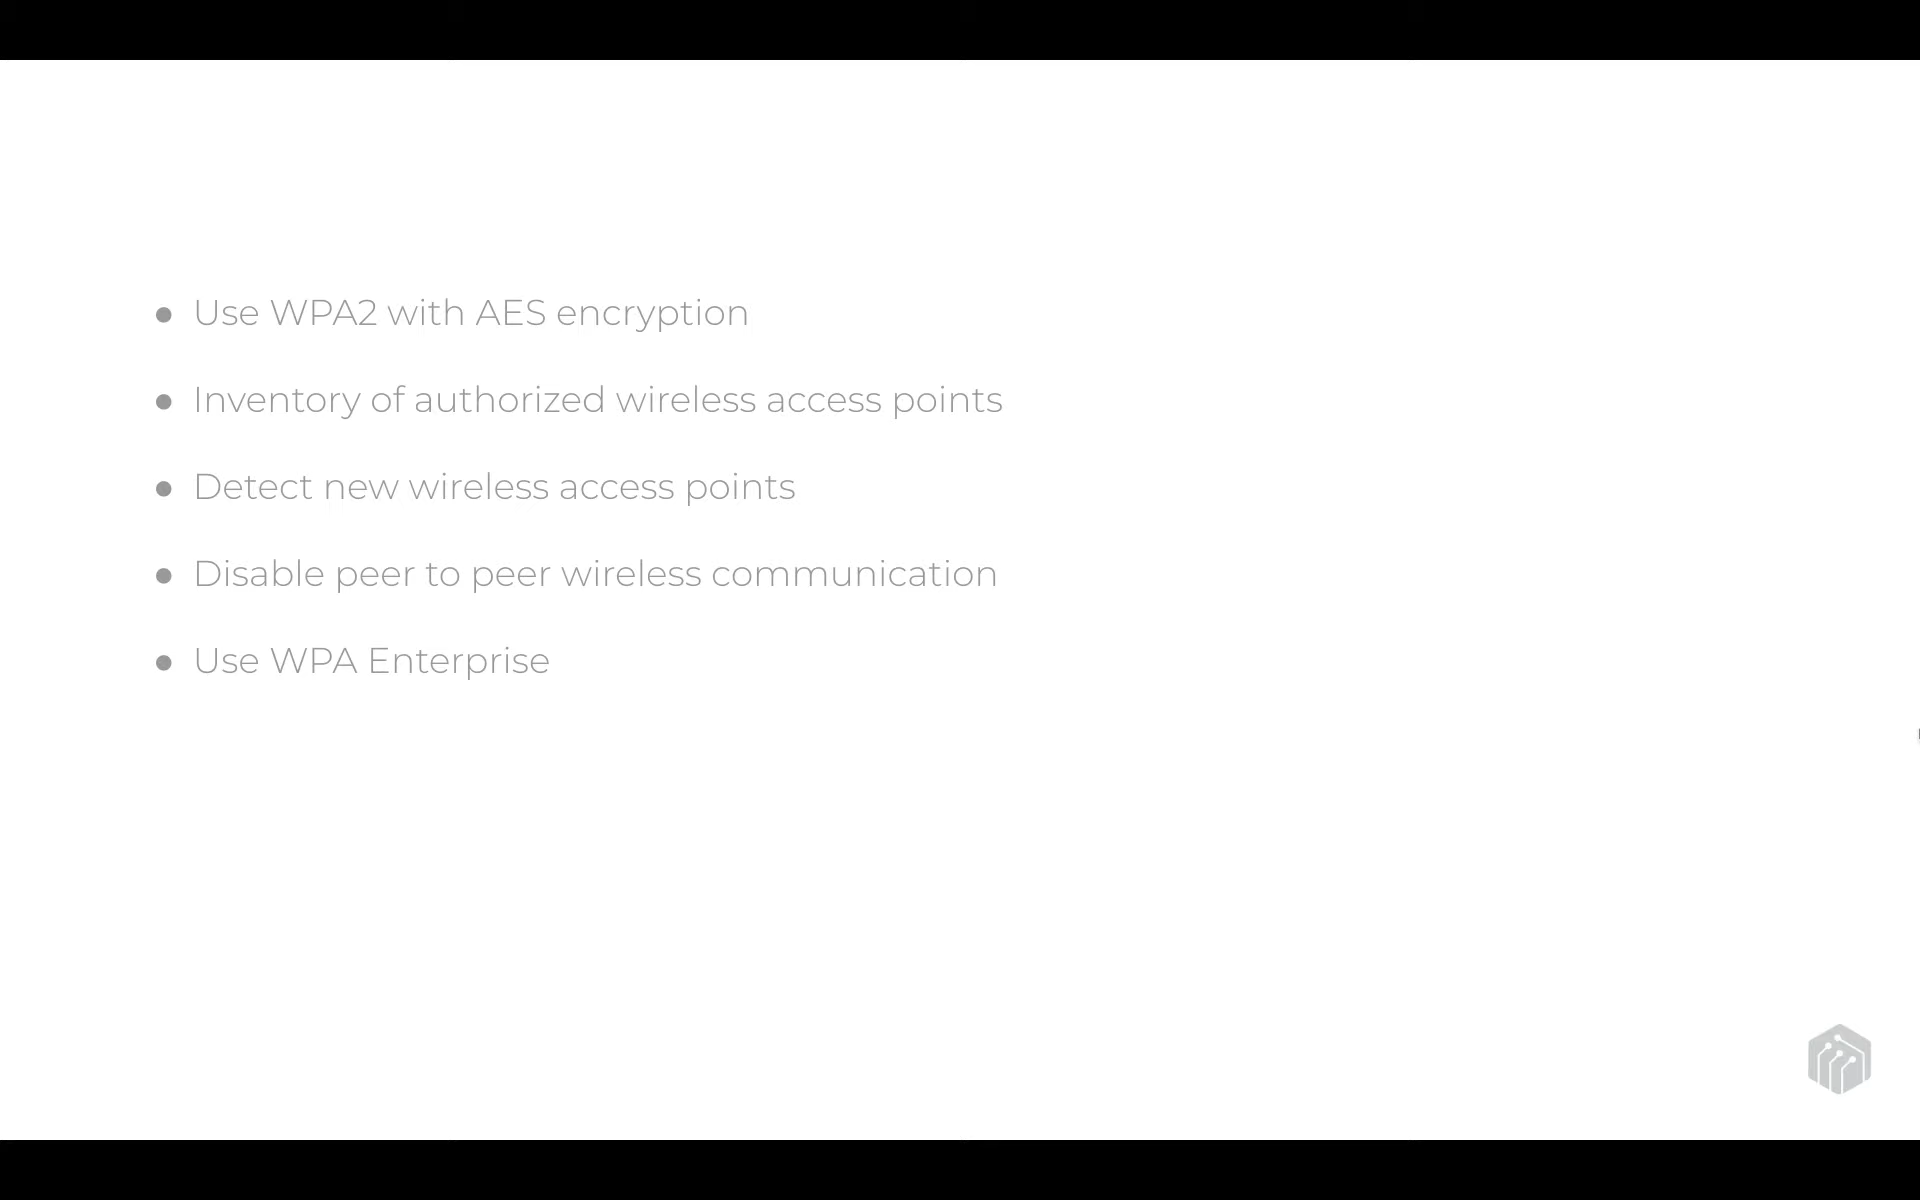 ● Use WPA2 with AES encryption
● Inventory of authorized wireless access points
● Detect new wireless access points
● Disable peer to peer wireless communication
● Use WPA Enterprise